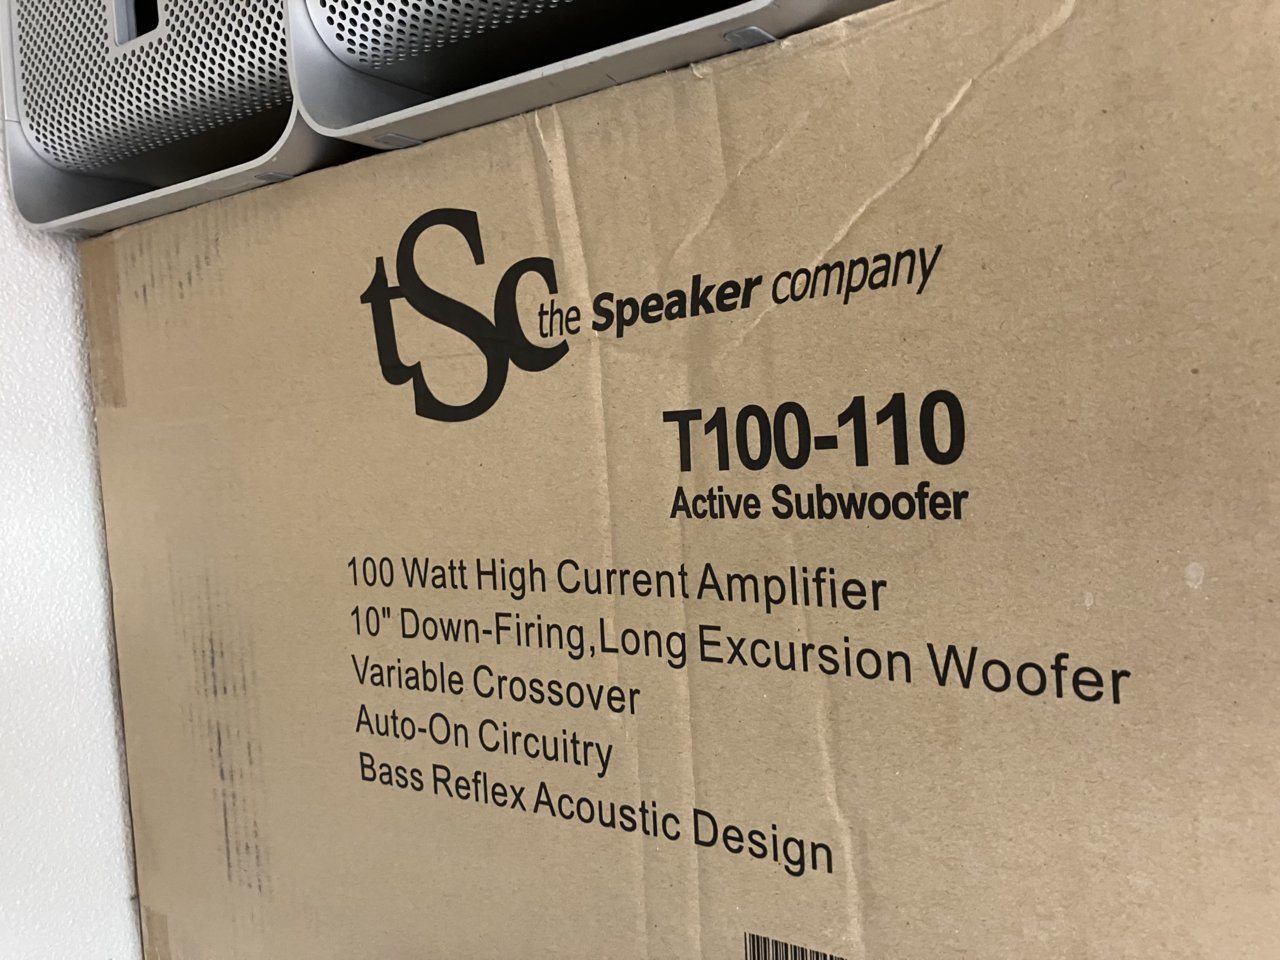 tSc the Speaker company
T100-110
Active Subwoofer
100 Watt High Current Amplifier
10" Down-Firing,Long Excursion Woofer
Variable Crossover
Auto-On Circuitry
Bass Reflex Acoustic Design